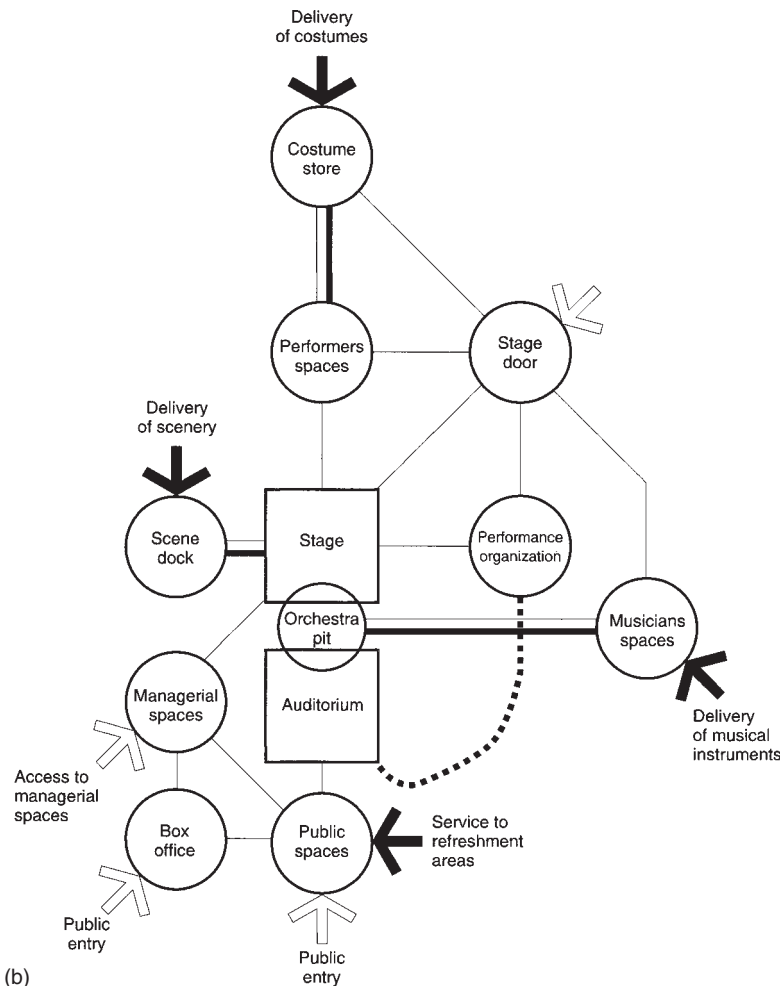 Delivery
of costumes
Costume
store
Performers
spaces
Stage
door
Delivery
of scenery
Scene
dock
Stage
Performance
organization
Orchestra
pit
Musicians
spaces
Managerial
spaces
Auditorium
Delivery
of musical
instruments
Access to
managerial
spaces
Box
office
Public
spaces
Service to
refreshment
areas
Public
entry
Public
entry
(b)